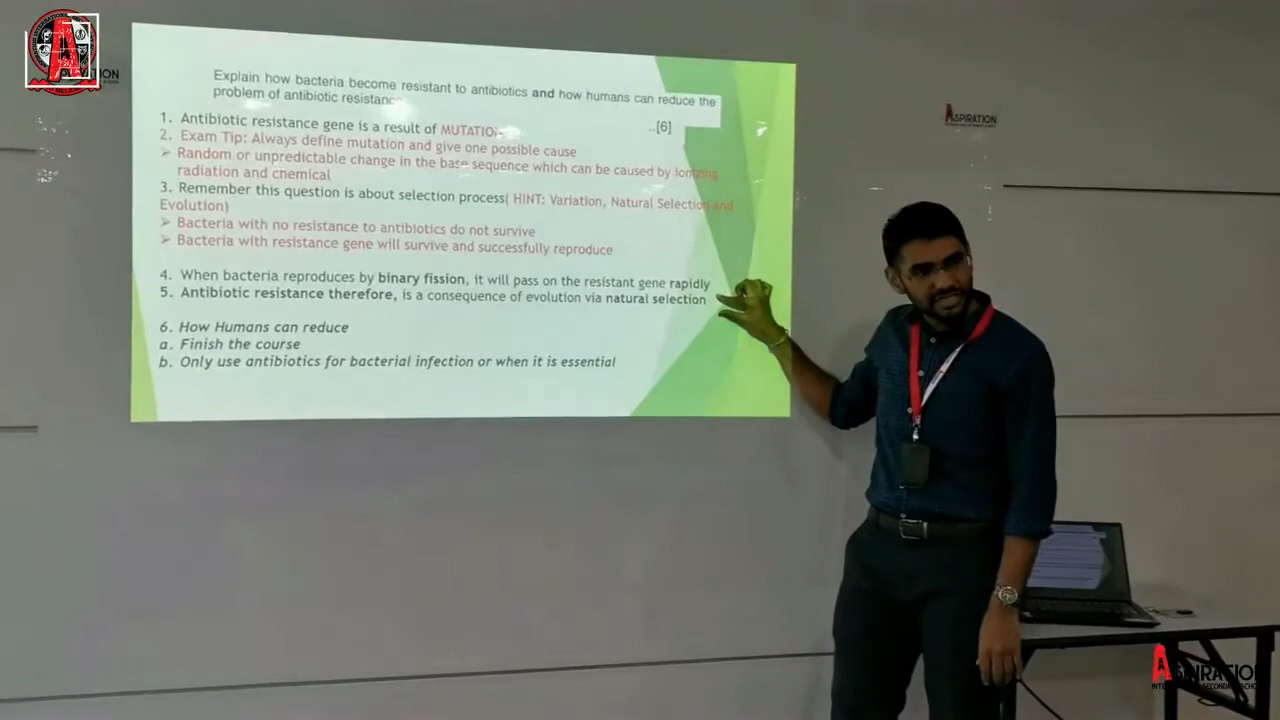 Explain how bacteria become resistant to antibiotics and how humans can reduce the
problem of antibiotic resistance
..[6]
1. Antibiotic resistance gene is a result of MUTATION
2. Exam Tip: Always define mutation and give one possible cause
➢ Random or unpredictable change in the base sequence which can be caused by Ionizing
radiation and chemical
3. Remember this question is about selection process( HINT: Variation, Natural Selection and
Evolution)
➢ Bacteria with no resistance to antibiotics do not survive
➢ Bacteria with resistance gene will survive and successfully reproduce
4. When bacteria reproduces by binary fission, it will pass on the resistant gene rapidly
5. Antibiotic resistance therefore, is a consequence of evolution via natural selection
6. How Humans can reduce
a. Finish the course
b. Only use antibiotics for bacterial infection or when it is essential
ASPIRATION
ASPIRATION